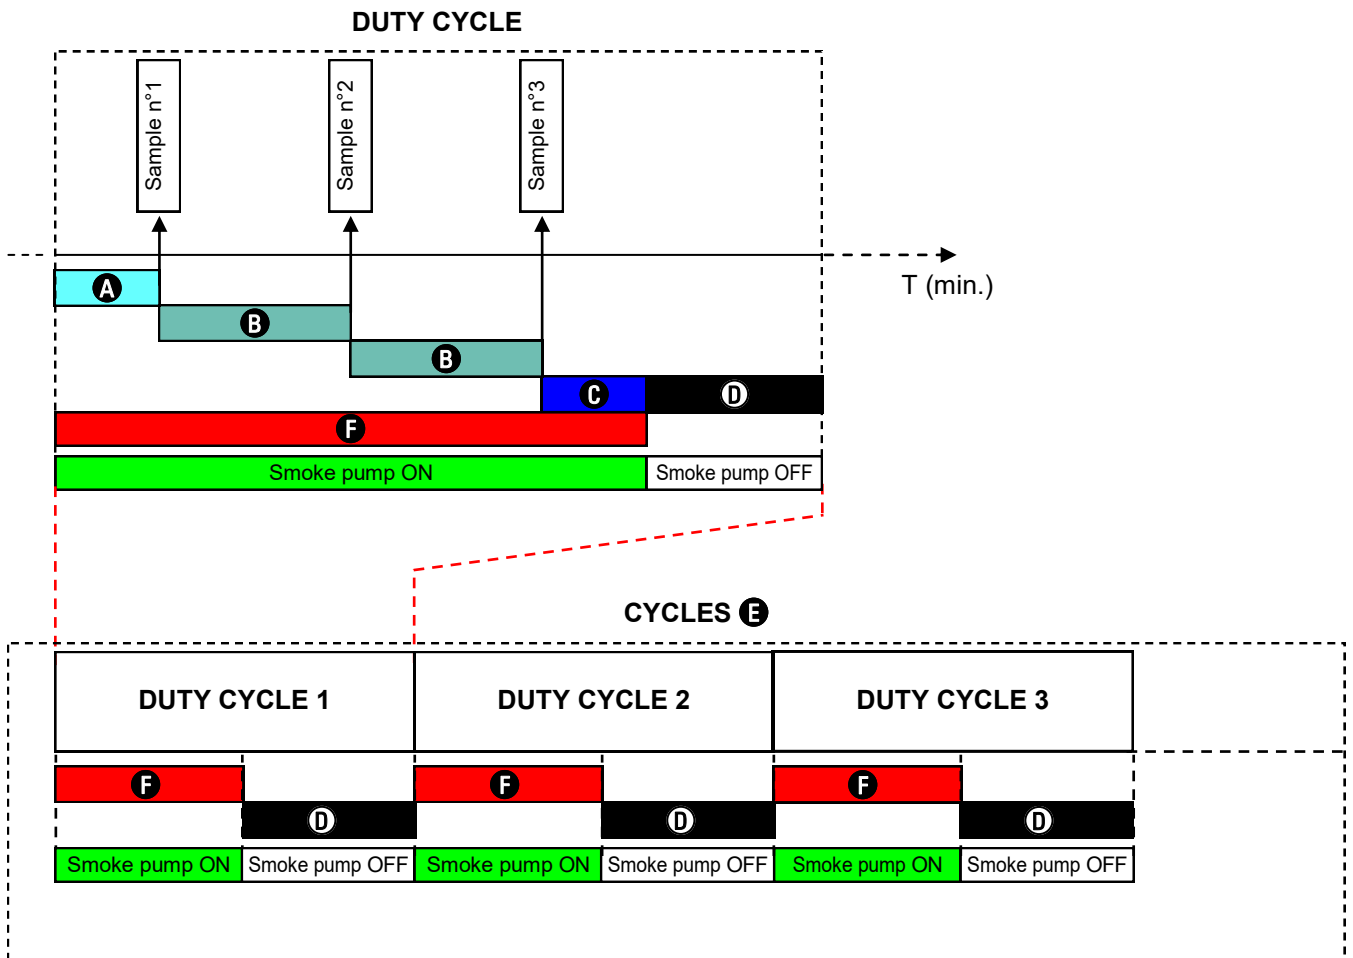 DUTY CYCLE
Sample n°1
Sample n°2
Sample n°3
T (min.)
A
B
B
C
D
F
Smoke pump ON
Smoke pump OFF
CYCLES E
DUTY CYCLE 1
DUTY CYCLE 2
DUTY CYCLE 3
F
F
F
D
D
D
Smoke pump ON
Smoke pump OFF
Smoke pump ON
Smoke pump OFF
Smoke pump ON
Smoke pump OFF